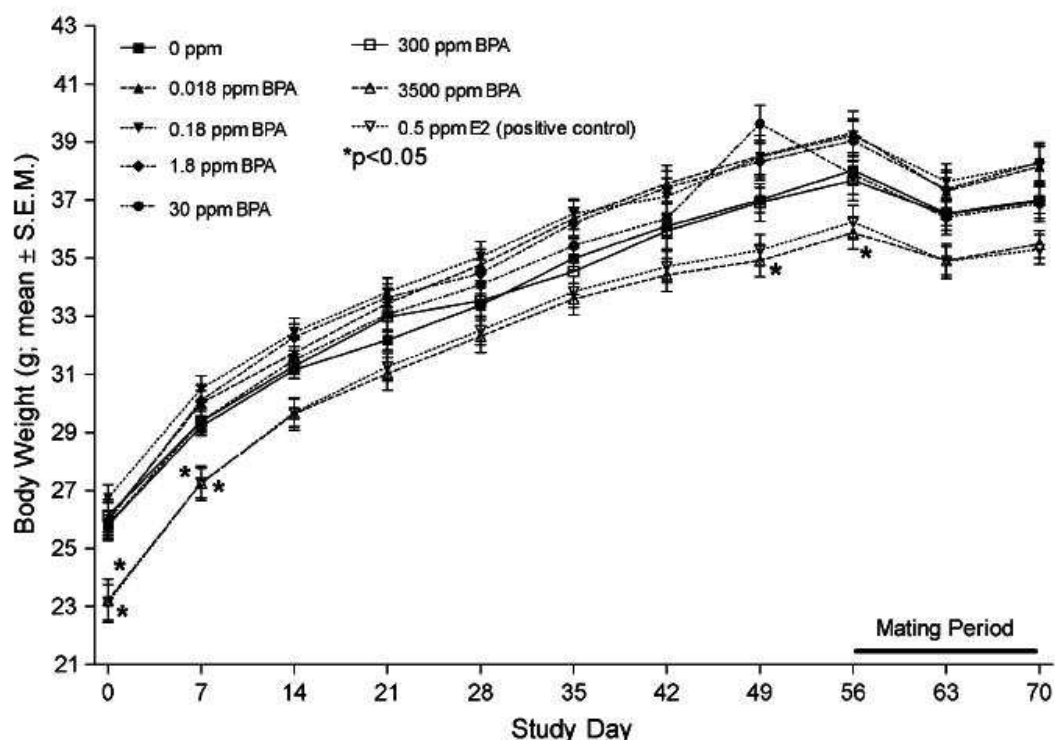 Body Weight (g; mean ± S.E.M.)
43
41
39
37
35
33
31
29
27
25
23
21
0 ppm
0.018 ppm BPA
0.18 ppm BPA
1.8 ppm BPA
30 ppm BPA
300 ppm BPA
3500 ppm BPA
0.5 ppm E2 (positive control)
*p<0.05
*
*
*
*
*
*
Mating Period
0 7 14 21 28 35 42 49 56 63 70
Study Day